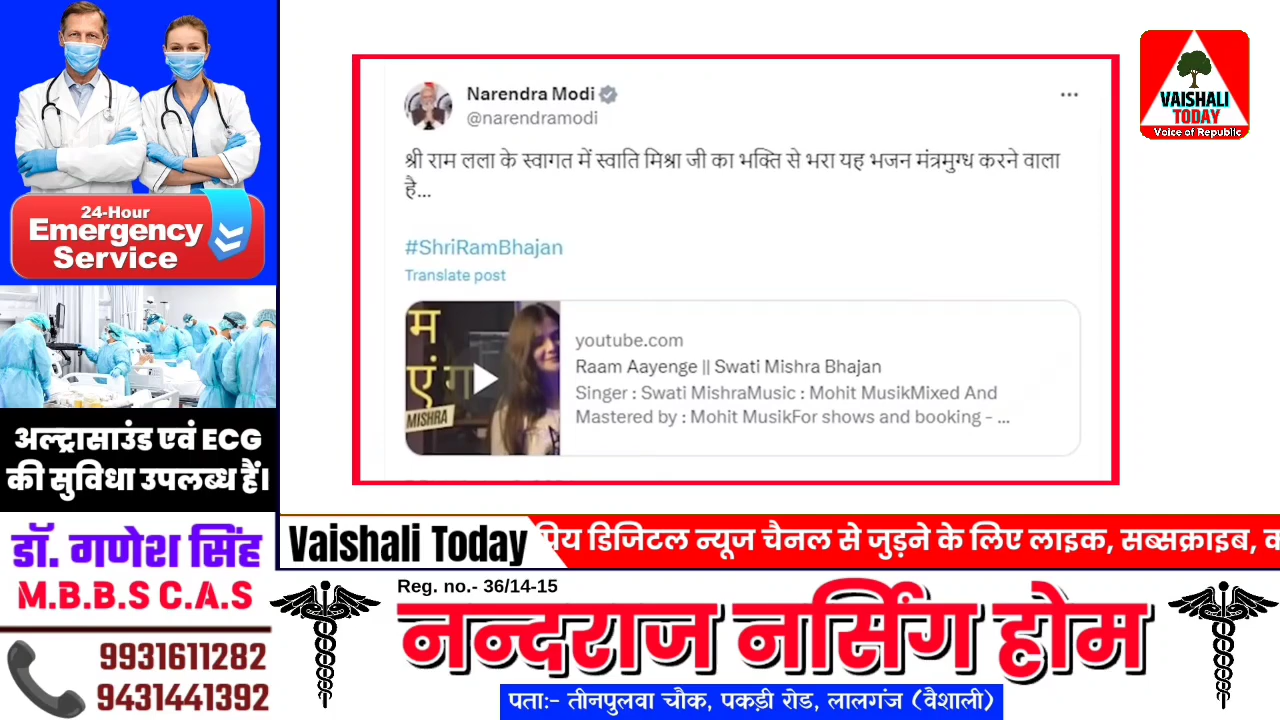 24-Hour
Emergency
Service
अल्ट्रासाउंड एवं ECG
की सुविधा उपलब्ध हैं।
डॉ. गणेश सिंह
M.B.B.S C.A.S
9931611282
9431441392
Narendra Modi
@narendramodi
श्री राम लला के स्वागत में स्वाति मिश्रा जी का भक्ति से भरा यह भजन मंत्रमुग्ध करने वाला
है...
#ShriRamBhajan
Translate post
म
एं ग
MISHRA
youtube.com
Raam Aayenge || Swati Mishra Bhajan
Singer : Swati MishraMusic : Mohit MusikMixed And
Mastered by : Mohit MusikFor shows and booking - ...
VAISHALI
TODAY
Voice of Republic
Vaishali Today
प्रिय डिजिटल न्यूज चैनल से जुड़ने के लिए लाइक, सब्सक्राइब,
Reg. no.- 36/14-15
नन्दराज नर्सिंग होम
पताः- तीनपुलवा चौक, पकड़ी रोड, लालगंज (वैशाली)